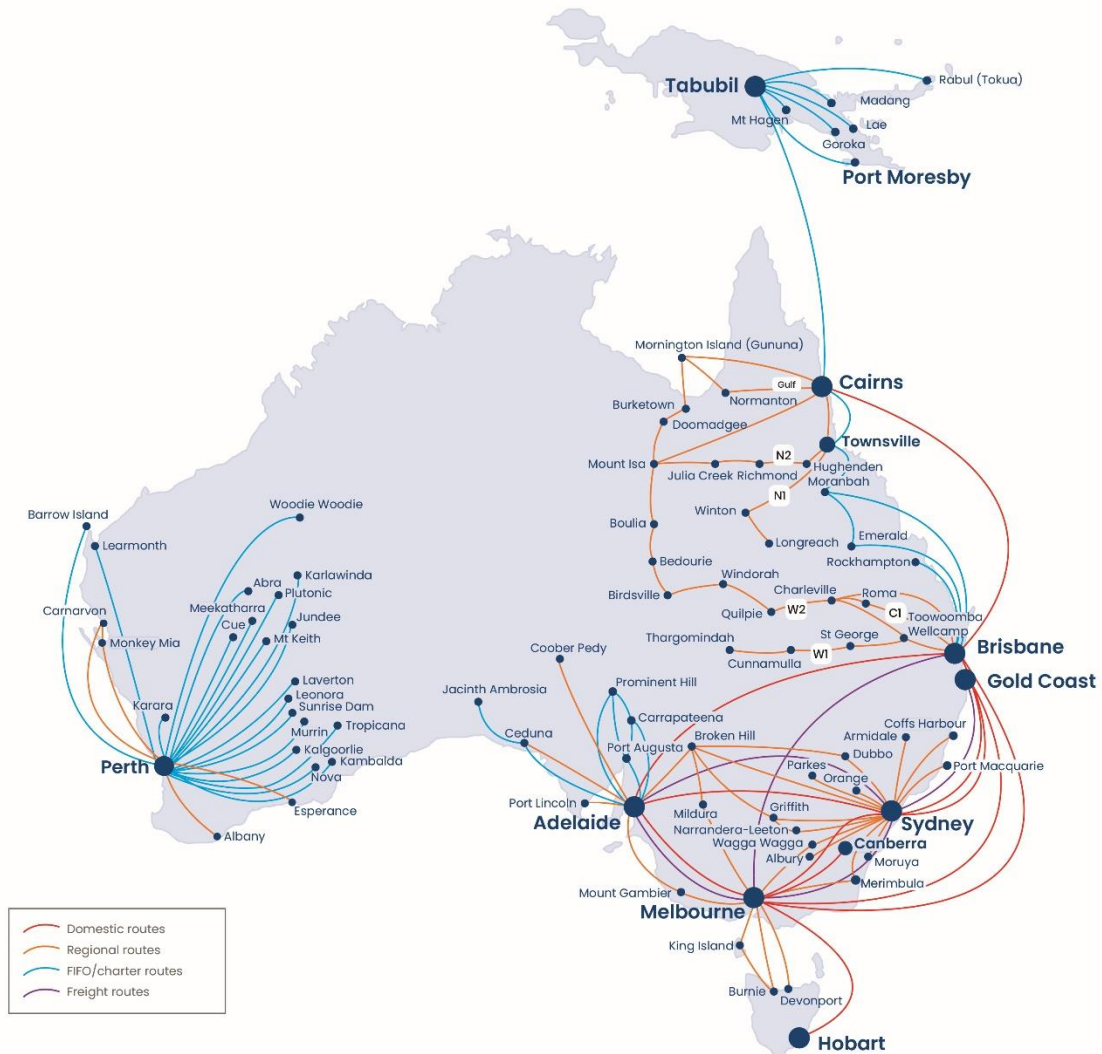 Tabubil
Rabul (Tokua)
Madang
Mt Hagen
Lae
Goroka
Port Moresby
Mornington Island (Gununa)
Cairns
Gulf
Normanton
Burketown
Doomadgee
Townsville
Mount Isa
N2
Julia Creek
Richmond
Hughenden
Moranbah
N1
Winton
Woodie Woodie
Barrow Island
Learmonth
Boulia
Longreach
Emerald
Rockhampton
Bedourie
Karlawinda
Abra
Plutonic
Windorah
Charleville
Roma
Birdsville
Meekatharra
Carnarvon
Cue
Jundee
Quilpie
W2
C1
Toowoomba
Wellcamp
Monkey Mia
Mt Keith
Thargomindah
St George
W1
Cunnamulla
Brisbane
Coober Pedy
Gold Coast
Laverton
Jacinth Ambrosia
Prominent Hill
Leonora
Sunrise Dam
Karara
Murrin
Tropicana
Carrapateena
Coffs Harbour
Ceduna
Port Augusta
Broken Hill
Armidale
Dubbo
Kalgoorlie
Kambalda
Perth
Nova
Parkes
Port Macquarie
Orange
Esperance
Port Lincoln
Adelaide
Mildura
Griffith
Sydney
Narrandera-Leeton
Albany
Wagga Wagga
Canberra
Albury
Moruya
Mount Gambier
Merimbula
Melbourne
Domestic routes
Regional routes
FIFO/charter routes
Freight routes
King Island
Burnie
Devonport
Hobart